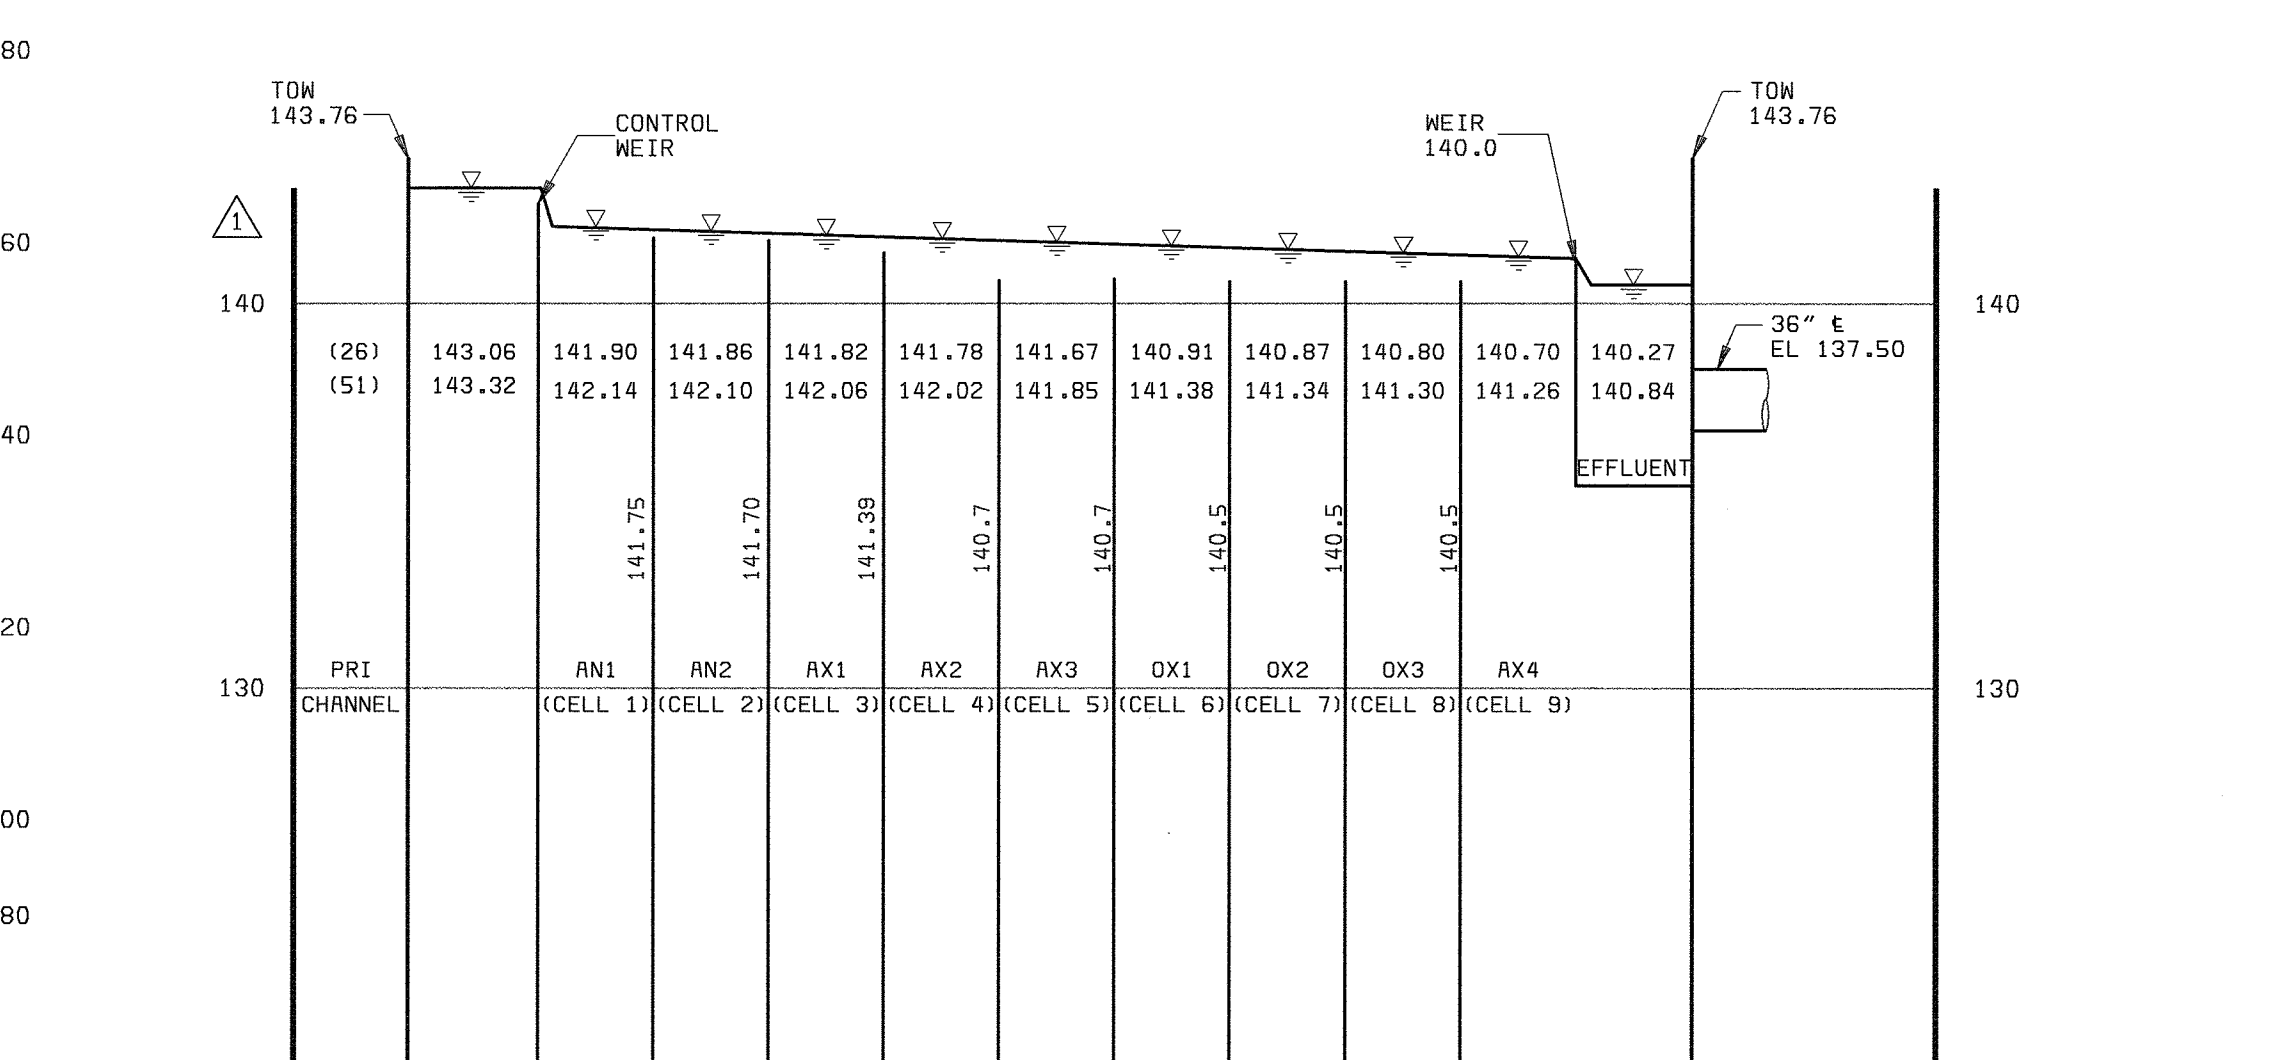 80
TOW
143.76
CONTROL
WEIR
WEIR
140.0
TOW
143.76
1
60
140
140
36" ℄
EL 137.50
(26) 143.06 141.90 141.86 141.82 141.78 141.67 140.91 140.87 140.80 140.70 140.27
(51) 143.32 142.14 142.10 142.06 142.02 141.85 141.38 141.34 141.30 141.26 140.84
40
EFFLUENT
141.75
141.70
141.39
140.7
140.7
140.5
140.5
140.5
20
PRI AN1 AN2 AX1 AX2 AX3 OX1 OX2 OX3 AX4
130
130
CHANNEL (CELL 1) (CELL 2) (CELL 3) (CELL 4) (CELL 5) (CELL 6) (CELL 7) (CELL 8) (CELL 9)
00
80